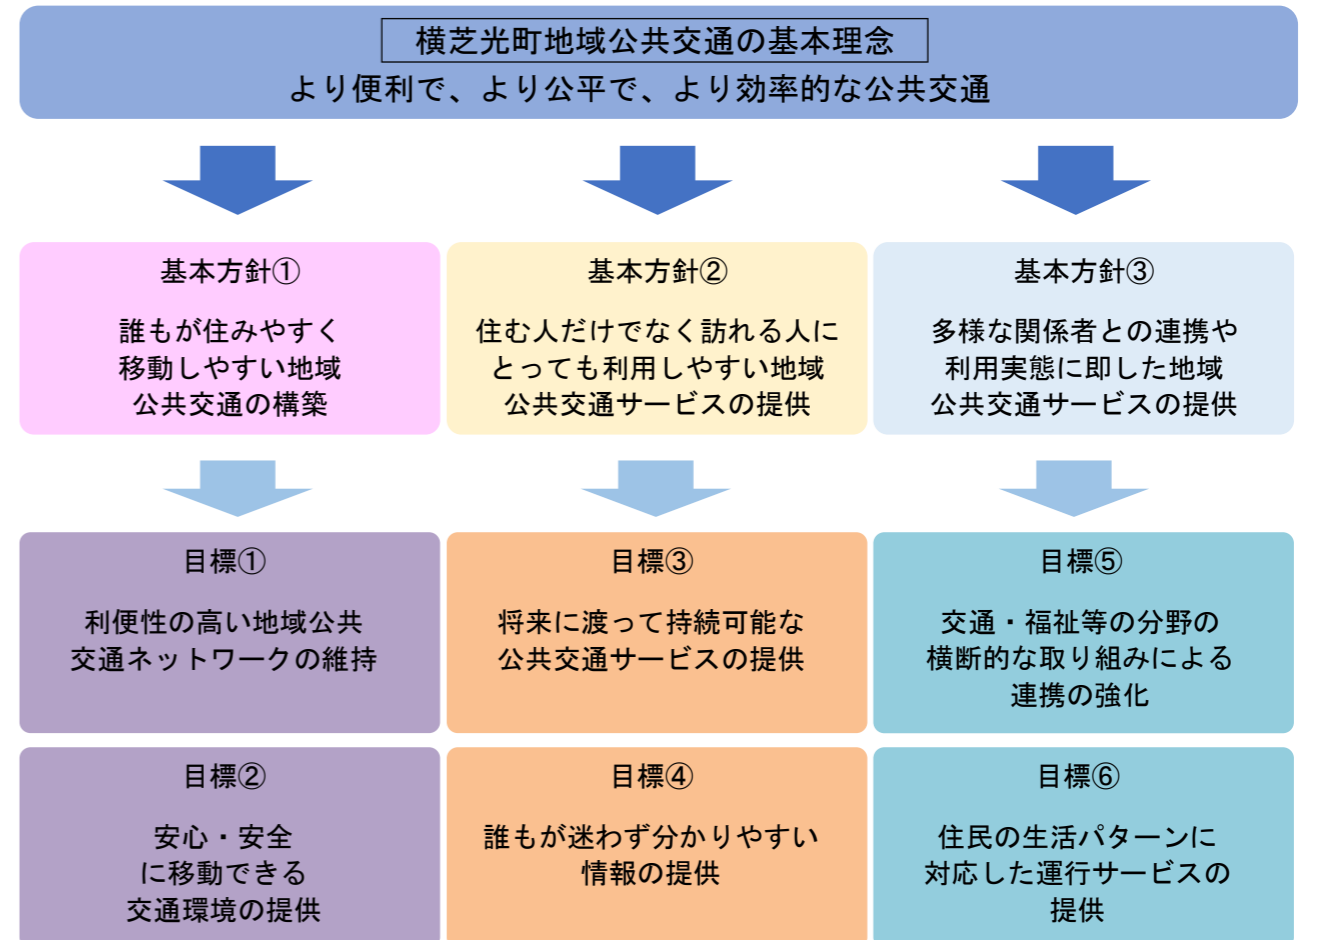 横芝光町地域公共交通の基本理念
より便利で、より公平で、より効率的な公共交通
基本方針①
誰もが住みやすく
移動しやすい地域
公共交通の構築
基本方針②
住む人だけでなく訪れる人に
とっても利用しやすい地域
公共交通サービスの提供
基本方針③
多様な関係者との連携や
利用実態に即した地域
公共交通サービスの提供
目標①
利便性の高い地域公共
交通ネットワークの維持
目標③
将来に渡って持続可能な
公共交通サービスの提供
目標⑤
交通・福祉等の分野の
横断的な取り組みによる
連携の強化
目標②
安心・安全
に移動できる
交通環境の提供
目標④
誰もが迷わず分かりやすい
情報の提供
目標⑥
住民の生活パターンに
対応した運行サービスの
提供